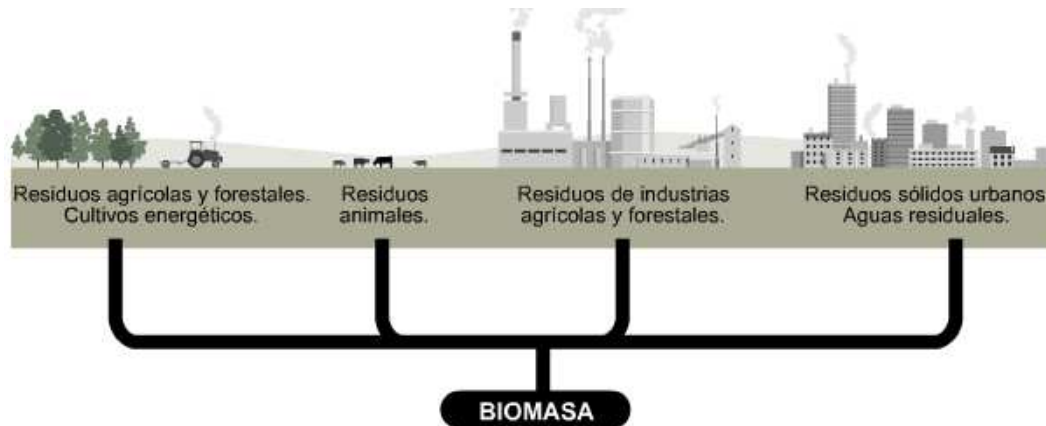 Residuos agrícolas y forestales.
Cultivos energéticos.
Residuos
animales.
Residuos de industrias
agrícolas y forestales.
Residuos sólidos urbanos
Aguas residuales.
BIOMASA